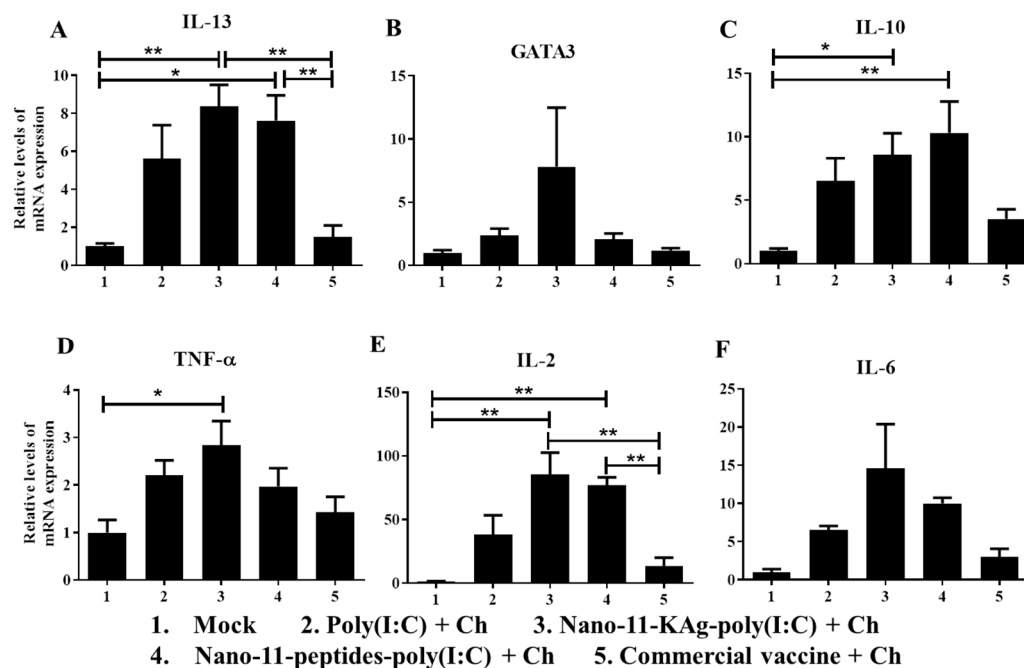 A
IL-13
Relative levels of
mRNA expression
** **
* **
10
8
6
4
2
0
1 2 3 4 5
B
GATA3
15
10
5
0
1 2 3 4 5
C
IL-10
*
**
15
10
5
0
1 2 3 4 5
D
TNF-α
Relative levels of
mRNA expression
*
4
3
2
1
0
1 2 3 4 5
E
IL-2
**
**
**
**
150
100
50
0
1 2 3 4 5
F
IL-6
25
20
15
10
5
0
1 2 3 4 5
1. Mock 2. Poly(I:C) + Ch 3. Nano-11-KAg-poly(I:C) + Ch
4. Nano-11-peptides-poly(I:C) + Ch 5. Commercial vaccine + Ch